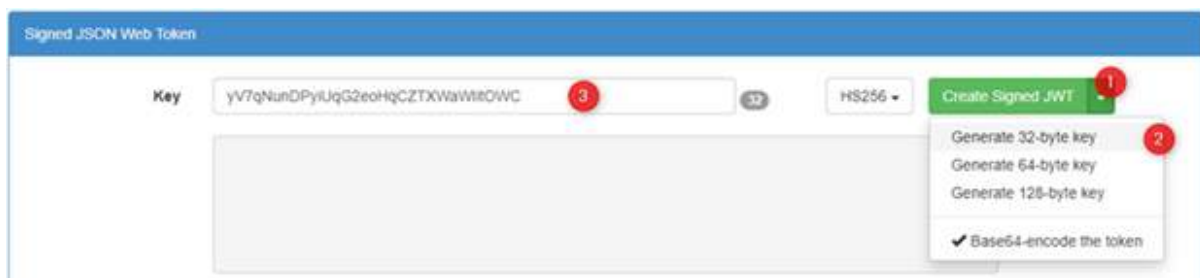 Signed JSON Web Token
Key
3
32
HS256
Create Signed JWT
1
Generate 32-byte key
2
Generate 64-byte key
Generate 128-byte key
✔ Base64-encode the token